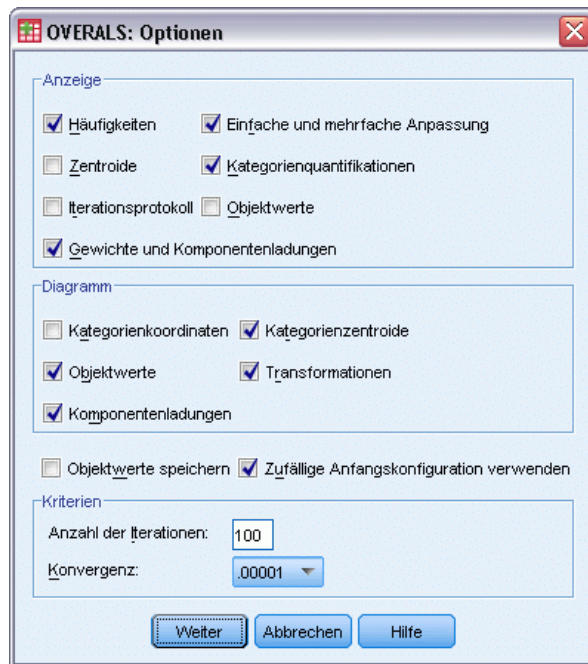 OVERALS: Optionen
Anzeige
Häufigkeiten Einfache und mehrfache Anpassung
Zentroide Kategorienquantifikationen
Iterationsprotokoll Objektwerte
Gewichte und Komponentenladungen
Diagramm
Kategorienkoordinaten Kategorienzentroide
Objektwerte Transformationen
Komponentenladungen
Objektwerte speichern Zufällige Anfangskonfiguration verwenden
Kriterien
Anzahl der Iterationen: 100
Konvergenz: .00001
Weiter Abbrechen Hilfe